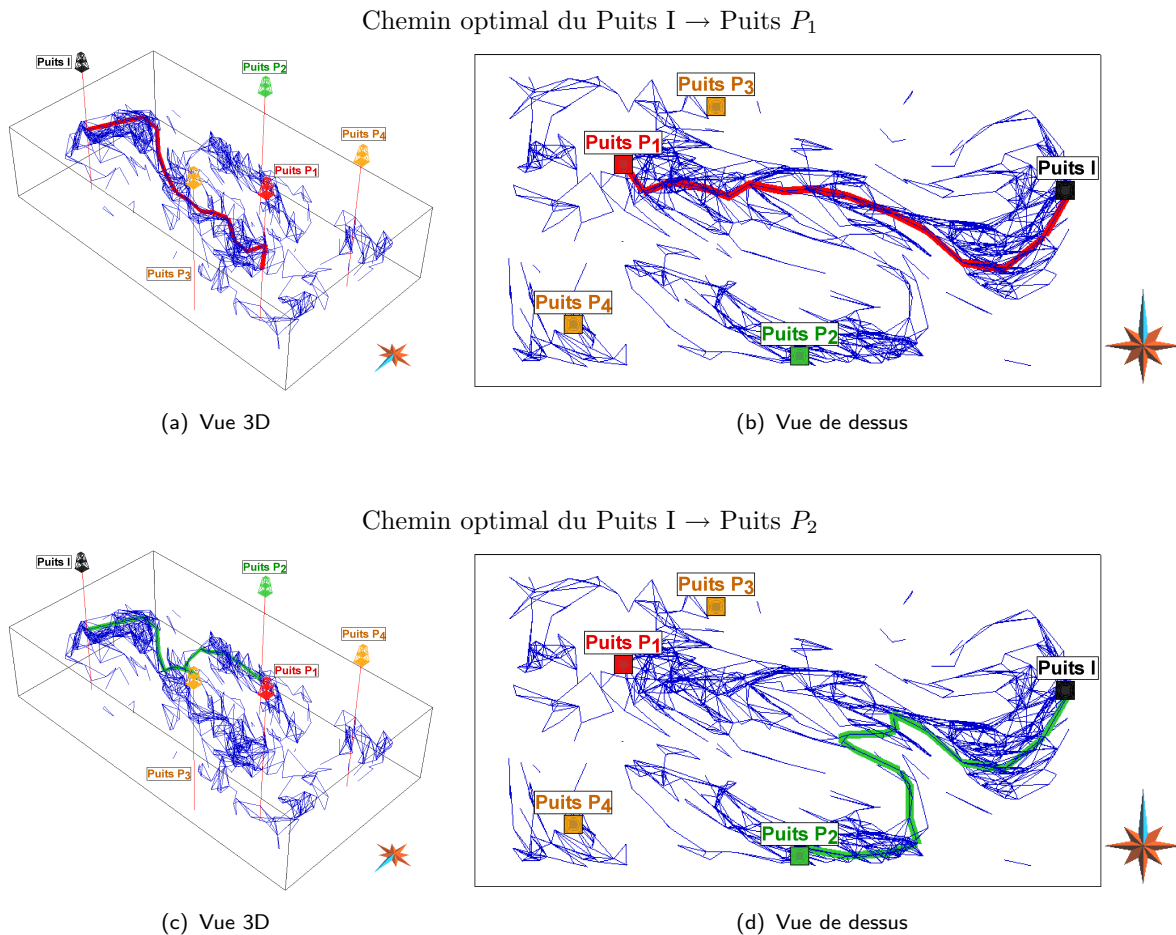 Chemin optimal du Puits I → Puits P1
Puits I
Puits P2
Puits P4
Puits P1
Puits P3
Puits P3
Puits P1
Puits I
Puits P4
Puits P2
(a) Vue 3D
(b) Vue de dessus
Chemin optimal du Puits I → Puits P2
Puits I
Puits P2
Puits P4
Puits P1
Puits P3
Puits P3
Puits P1
Puits I
Puits P4
Puits P2
(c) Vue 3D
(d) Vue de dessus